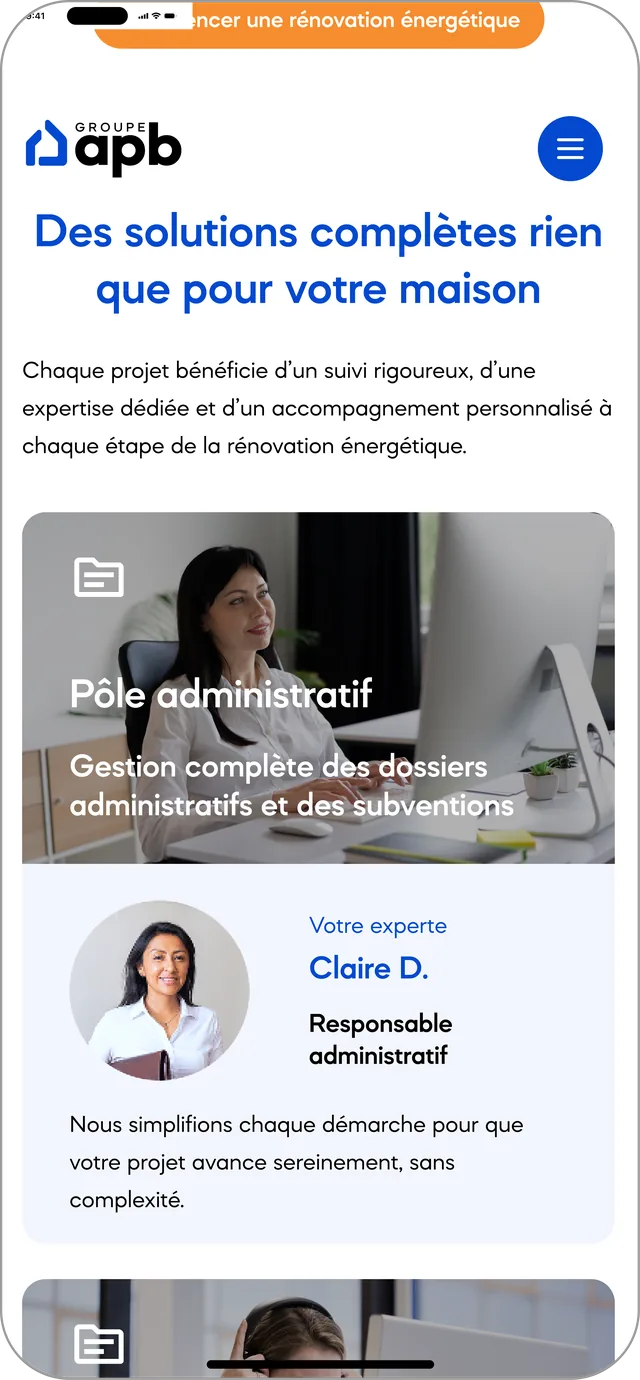 9:41
encer une rénovation énergétique
GROUPE
apb
Des solutions complètes rien
que pour votre maison
Chaque projet bénéficie d’un suivi rigoureux, d’une
expertise dédiée et d’un accompagnement personnalisé à
chaque étape de la rénovation énergétique.
Pôle administratif
Gestion complète des dossiers
administratifs et des subventions
Votre experte
Claire D.
Responsable
administratif
Nous simplifions chaque démarche pour que
votre projet avance sereinement, sans
complexité.